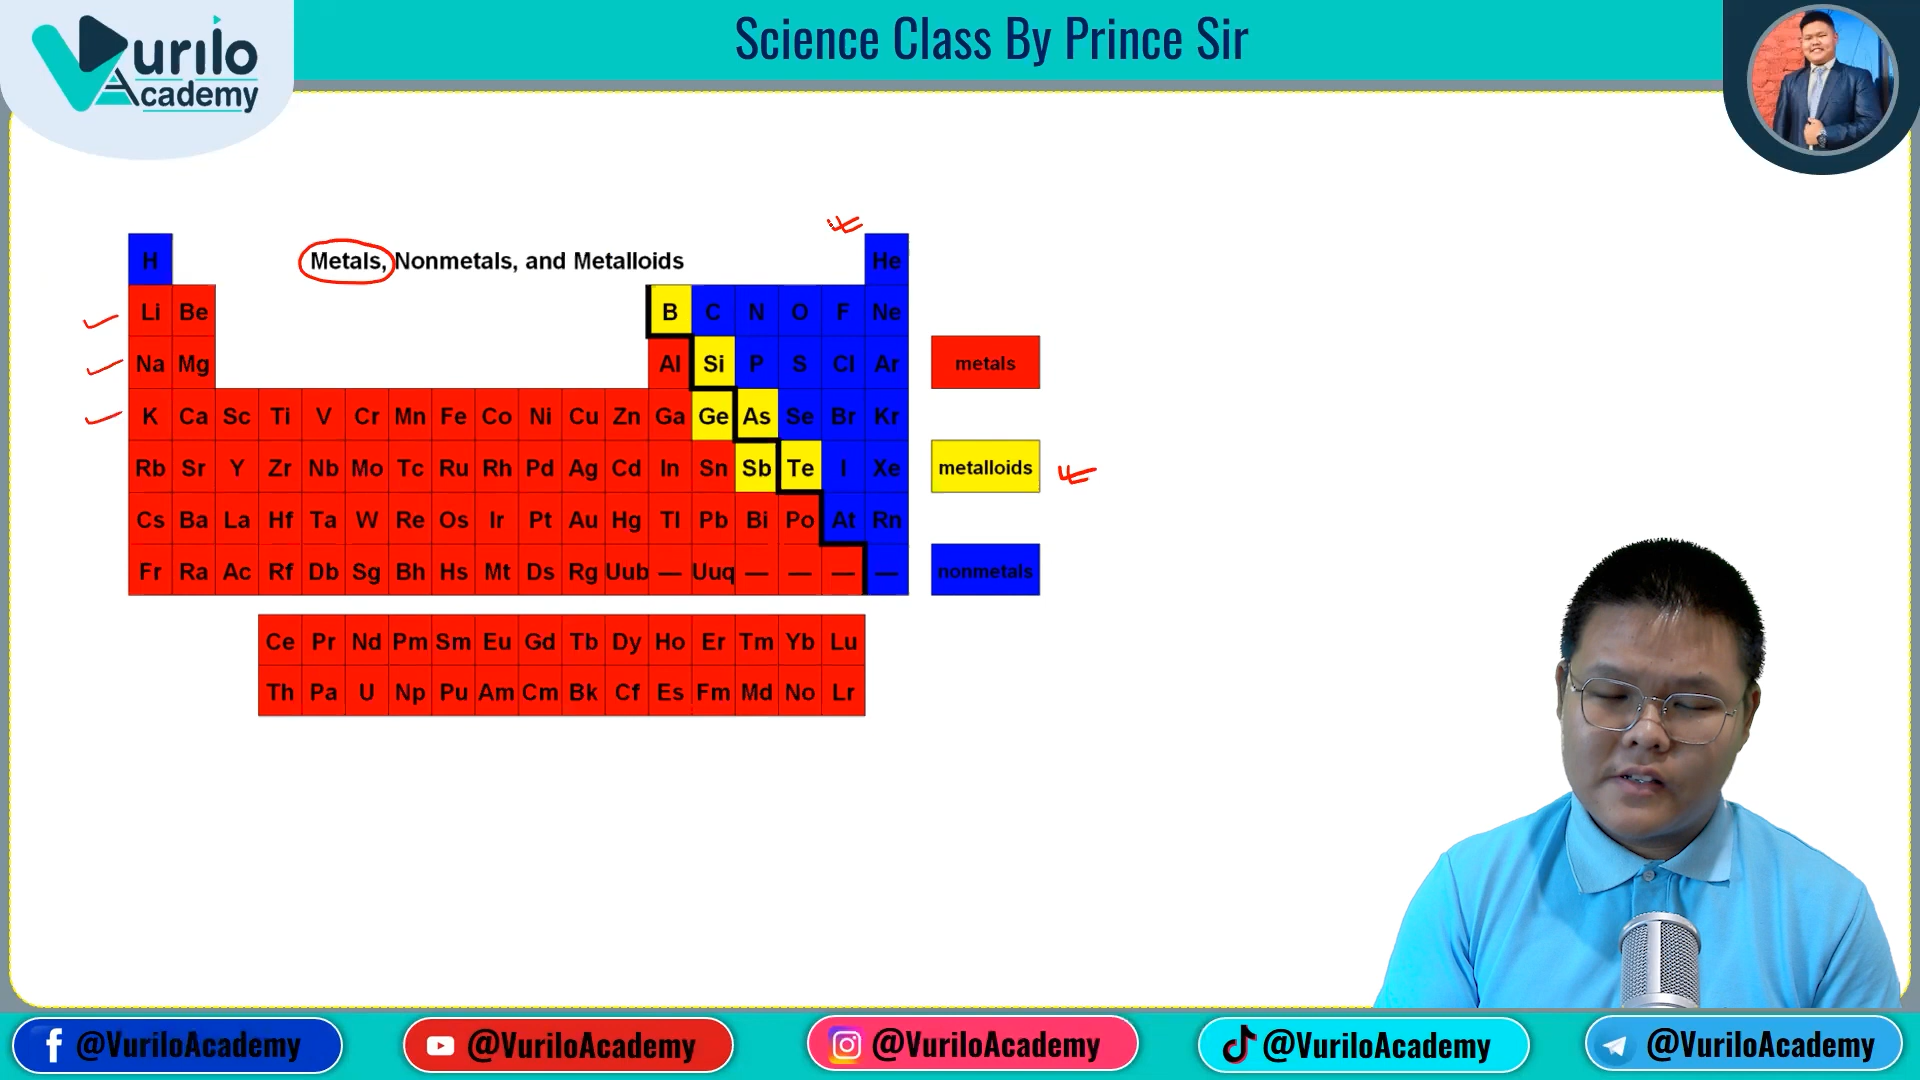 Vurilo
Academy
Science Class By Prince Sir
H He
Metals, Nonmetals, and Metalloids
Li Be B C N O F Ne
Na Mg Al Si P S Cl Ar
metals
K Ca Sc Ti V Cr Mn Fe Co Ni Cu Zn Ga Ge As Se Br Kr
Rb Sr Y Zr Nb Mo Tc Ru Rh Pd Ag Cd In Sn Sb Te I Xe
metalloids
Cs Ba La Hf Ta W Re Os Ir Pt Au Hg Tl Pb Bi Po At Rn
Fr Ra Ac Rf Db Sg Bh Hs Mt Ds Rg Uub — Uuq — — — —
nonmetals
Ce Pr Nd Pm Sm Eu Gd Tb Dy Ho Er Tm Yb Lu
Th Pa U Np Pu Am Cm Bk Cf Es Fm Md No Lr
@VuriloAcademy
@VuriloAcademy
@VuriloAcademy
@VuriloAcademy
@VuriloAcademy